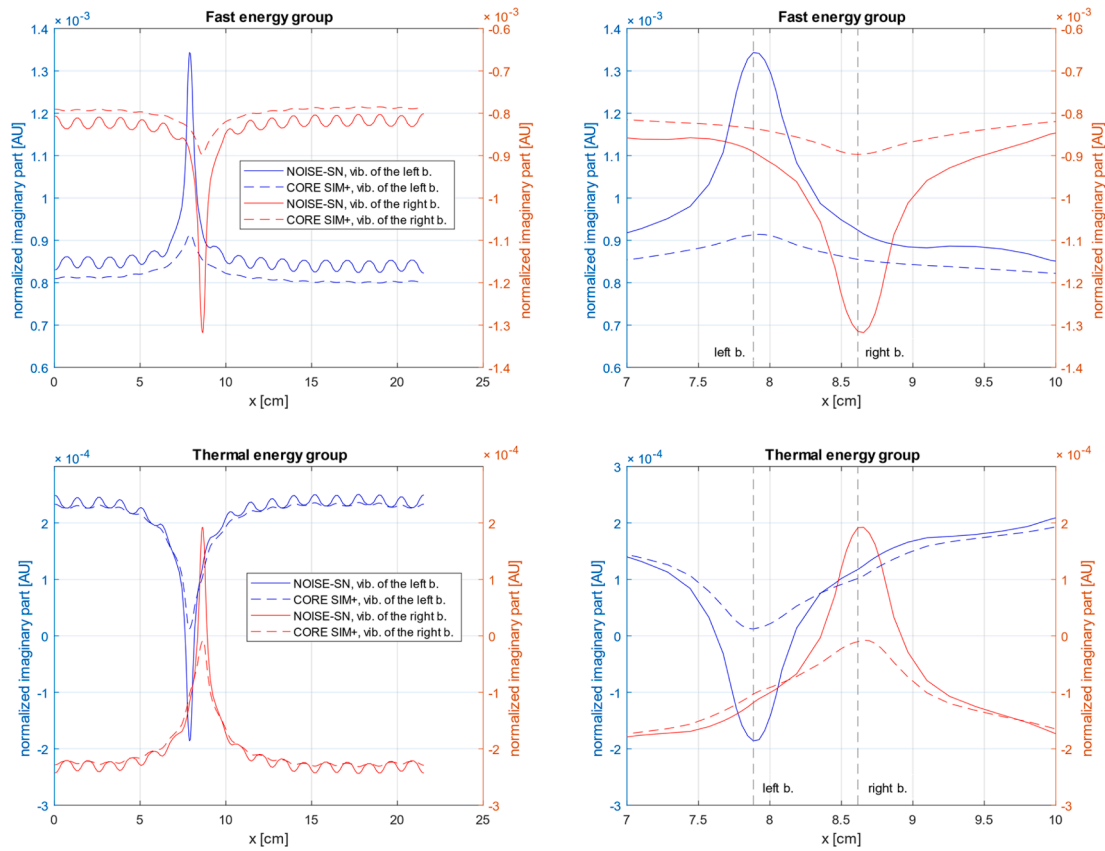 Fast energy group
× 10⁻³
× 10⁻³
1.4
1.3
1.2
1.1
1
0.9
0.8
0.7
0.6
normalized imaginary part [AU]
-0.6
-0.7
-0.8
-0.9
-1
-1.1
-1.2
-1.3
-1.4
normalized imaginary part [AU]
NOISE-SN, vib. of the left b.
CORE SIM+, vib. of the left b.
NOISE-SN, vib. of the right b.
CORE SIM+, vib. of the right b.
0 5 10 15 20 25
x [cm]
Fast energy group
× 10⁻³
× 10⁻³
1.4
1.3
1.2
1.1
1
0.9
0.8
0.7
0.6
normalized imaginary part [AU]
-0.6
-0.7
-0.8
-0.9
-1
-1.1
-1.2
-1.3
-1.4
normalized imaginary part [AU]
left b.
right b.
7 7.5 8 8.5 9 9.5 10
x [cm]
Thermal energy group
× 10⁻⁴
× 10⁻⁴
2
1
0
-1
-2
-3
normalized imaginary part [AU]
2
1
0
-1
-2
-3
normalized imaginary part [AU]
NOISE-SN, vib. of the left b.
CORE SIM+, vib. of the left b.
NOISE-SN, vib. of the right b.
CORE SIM+, vib. of the right b.
0 5 10 15 20 25
x [cm]
Thermal energy group
× 10⁻⁴
× 10⁻⁴
3
2
1
0
-1
-2
-3
normalized imaginary part [AU]
2
1
0
-1
-2
-3
normalized imaginary part [AU]
left b.
right b.
7 7.5 8 8.5 9 9.5 10
x [cm]